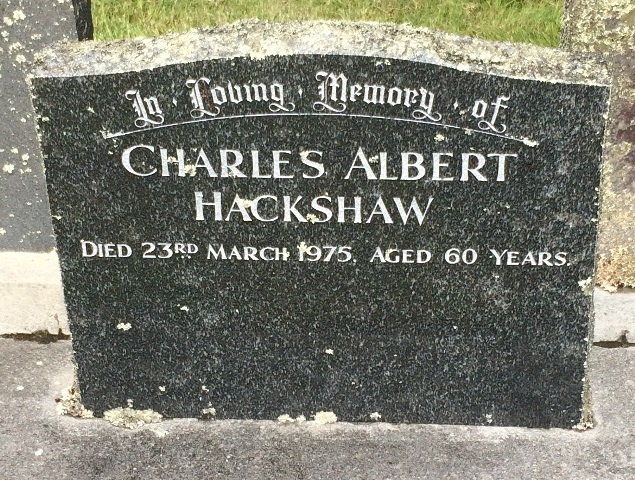 In Loving Memory of
CHARLES ALBERT
HACKSHAW
DIED 23RD MARCH 1975, AGED 60 YEARS.